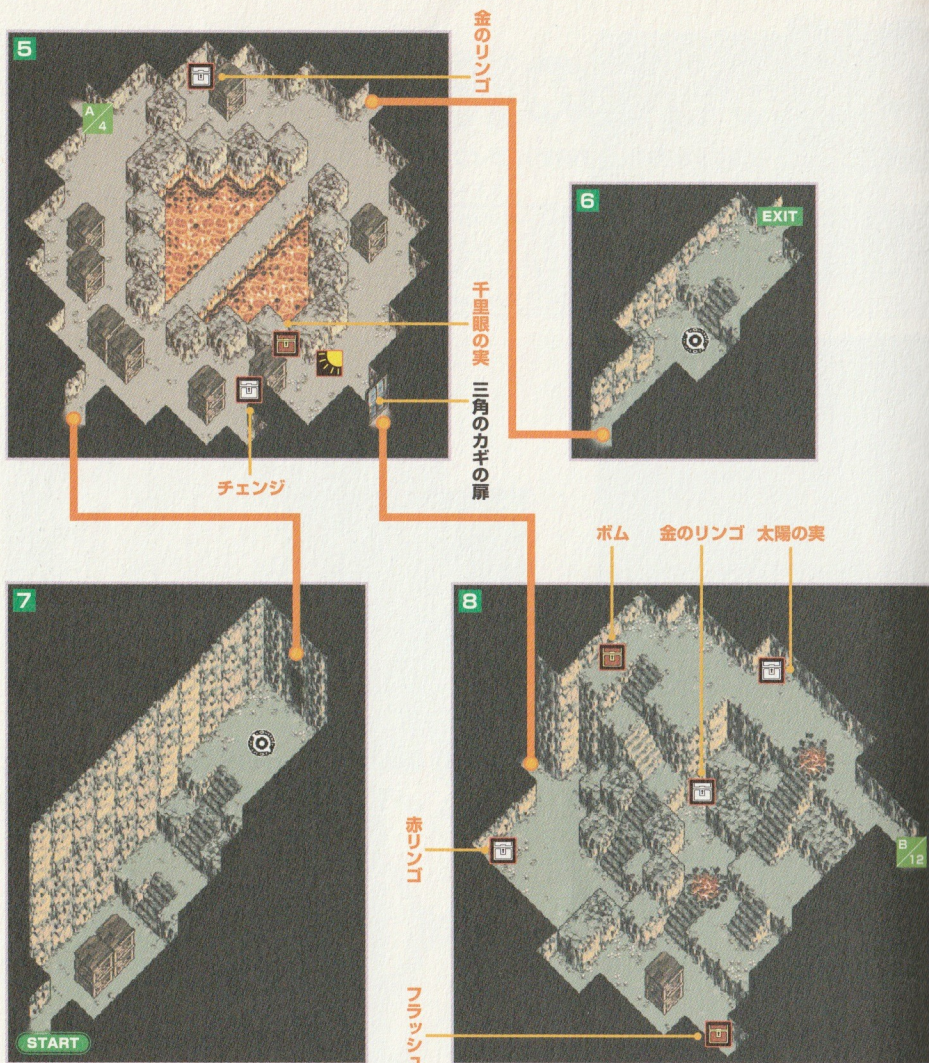 金のリンゴ
5
A/4
6
EXIT
千里眼の実
三角のカギの扉
チェンジ
ボム 金のリンゴ 太陽の実
7
8
赤リンゴ
B/12
フラッシュ
START